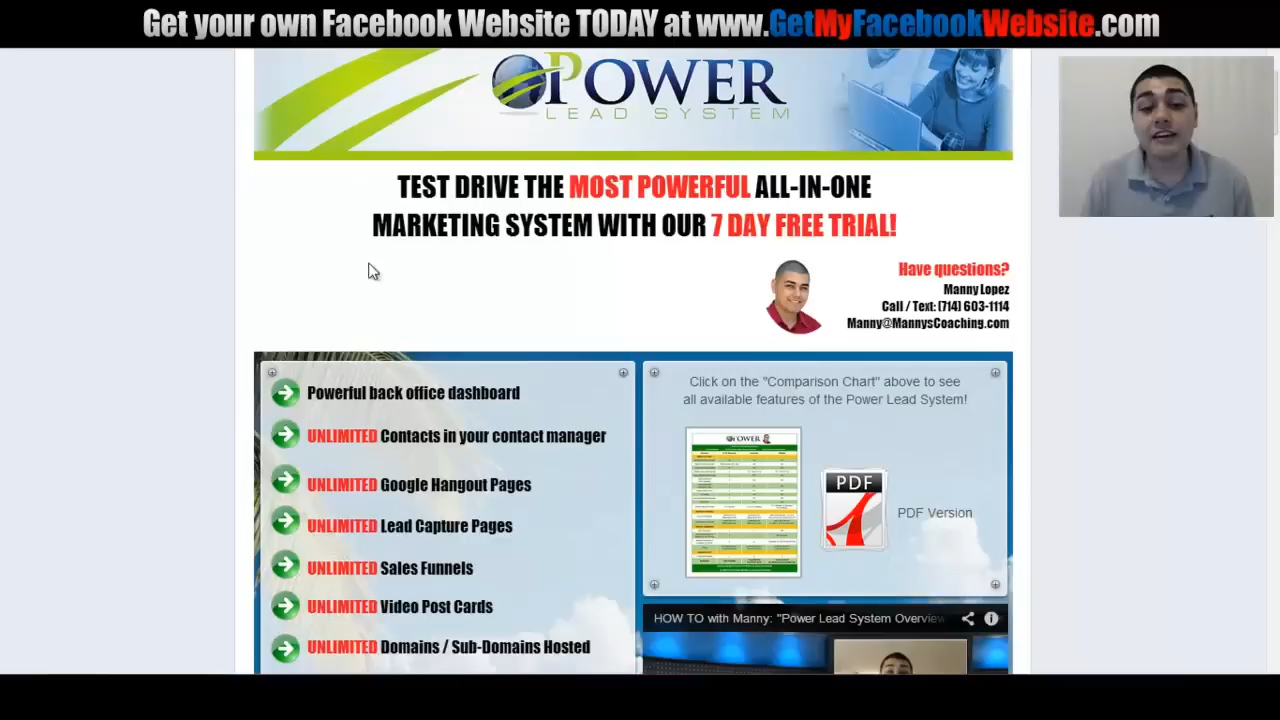 Get your own Facebook Website TODAY at www.GetMyFacebookWebsite.com
POWER
LEAD SYSTEM
TEST DRIVE THE MOST POWERFUL ALL-IN-ONE
MARKETING SYSTEM WITH OUR 7 DAY FREE TRIAL!
Have questions?
Manny Lopez
Call / Text: (714) 603-1114
Manny@MannysCoaching.com
Powerful back office dashboard
UNLIMITED Contacts in your contact manager
UNLIMITED Google Hangout Pages
UNLIMITED Lead Capture Pages
UNLIMITED Sales Funnels
UNLIMITED Video Post Cards
UNLIMITED Domains / Sub-Domains Hosted
Click on the "Comparison Chart" above to see
all available features of the Power Lead System!
POWER
PDF
PDF Version
HOW TO with Manny: "Power Lead System Overview